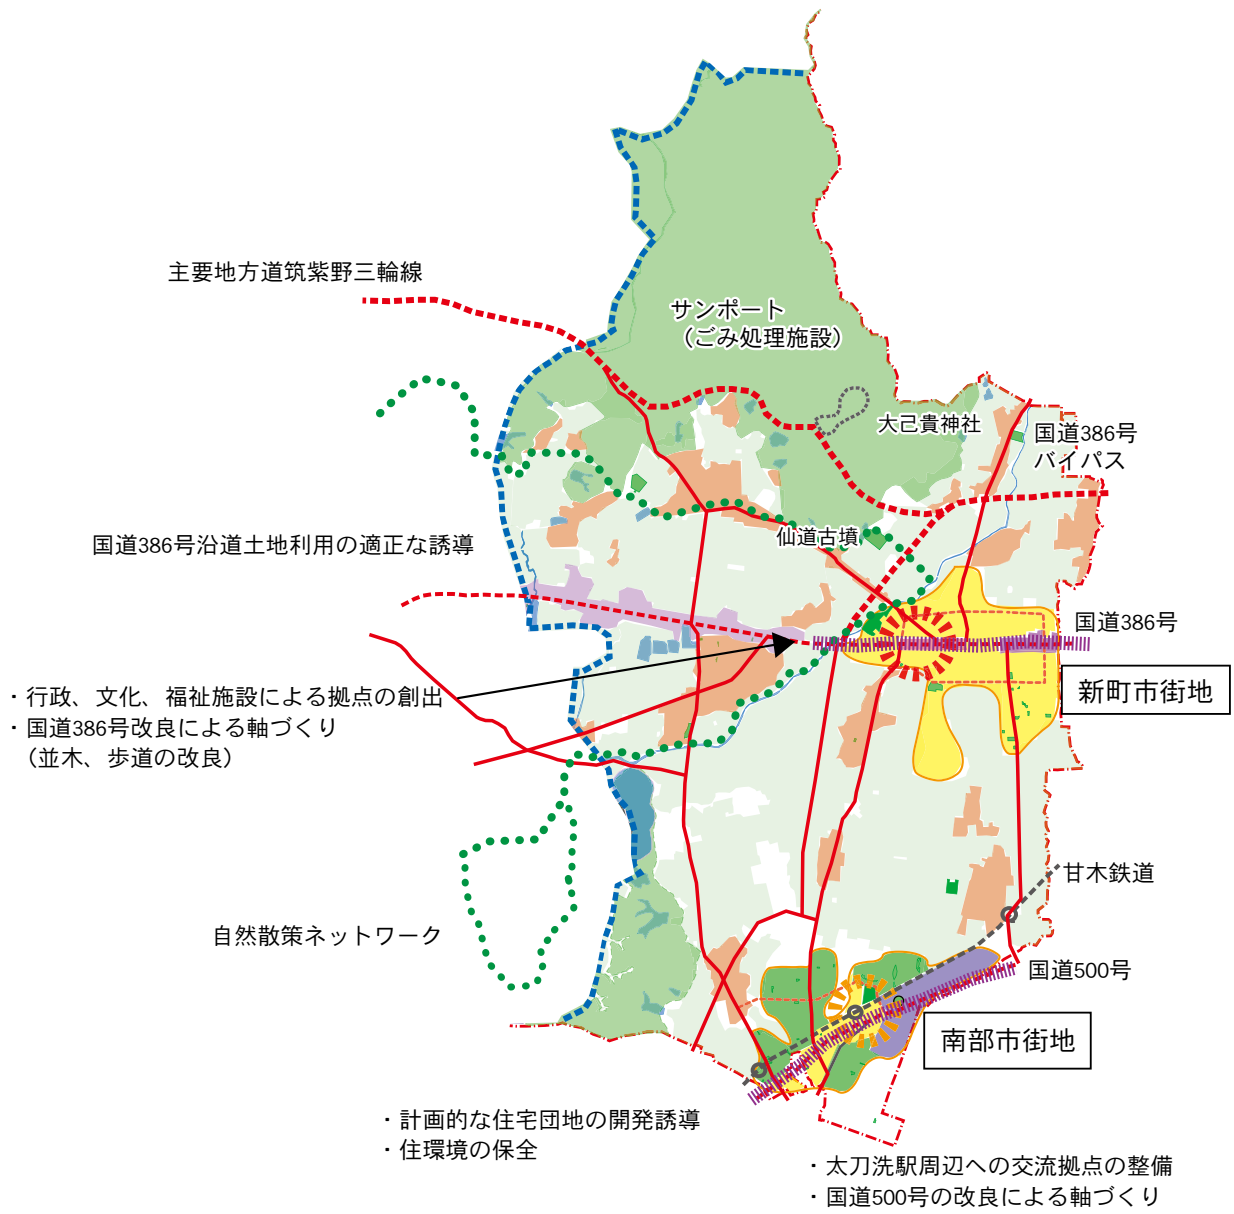 主要地方道筑紫野三輪線
サンポート
（ごみ処理施設）
大己貴神社
国道386号
バイパス
仙道古墳
国道386号沿道土地利用の適正な誘導
国道386号
新町市街地
・行政、文化、福祉施設による拠点の創出
・国道386号改良による軸づくり
（並木、歩道の改良）
甘木鉄道
自然散策ネットワーク
国道500号
南部市街地
・計画的な住宅団地の開発誘導
・住環境の保全
・太刀洗駅周辺への交流拠点の整備
・国道500号の改良による軸づくり